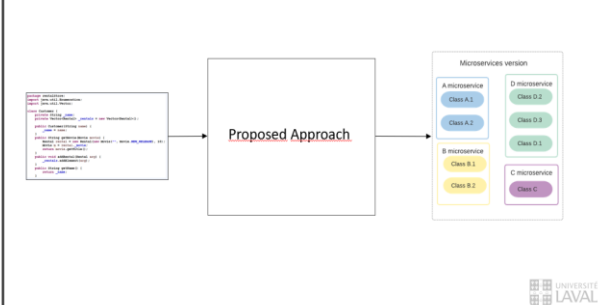 package
import java.util.Enumeration;
import java.util.Vector;
class Customer {
private String _name;
public Customer(String name) {
_name = name;
}
return _name;
}
Proposed Approach
Microservices version
A microservice
Class A.1
Class A.2
B microservice
Class B.1
Class B.2
D microservice
Class D.2
Class D.3
Class D.1
C microservice
Class C
UNIVERSITÉ
LAVAL